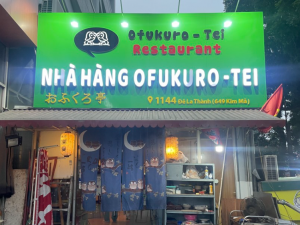 Ofukuro - Tei
Restaurant
NHÀ HÀNG OFUKURO - TEI
おふくろ亭
1144 Đê La Thành (649 Kim Mã)